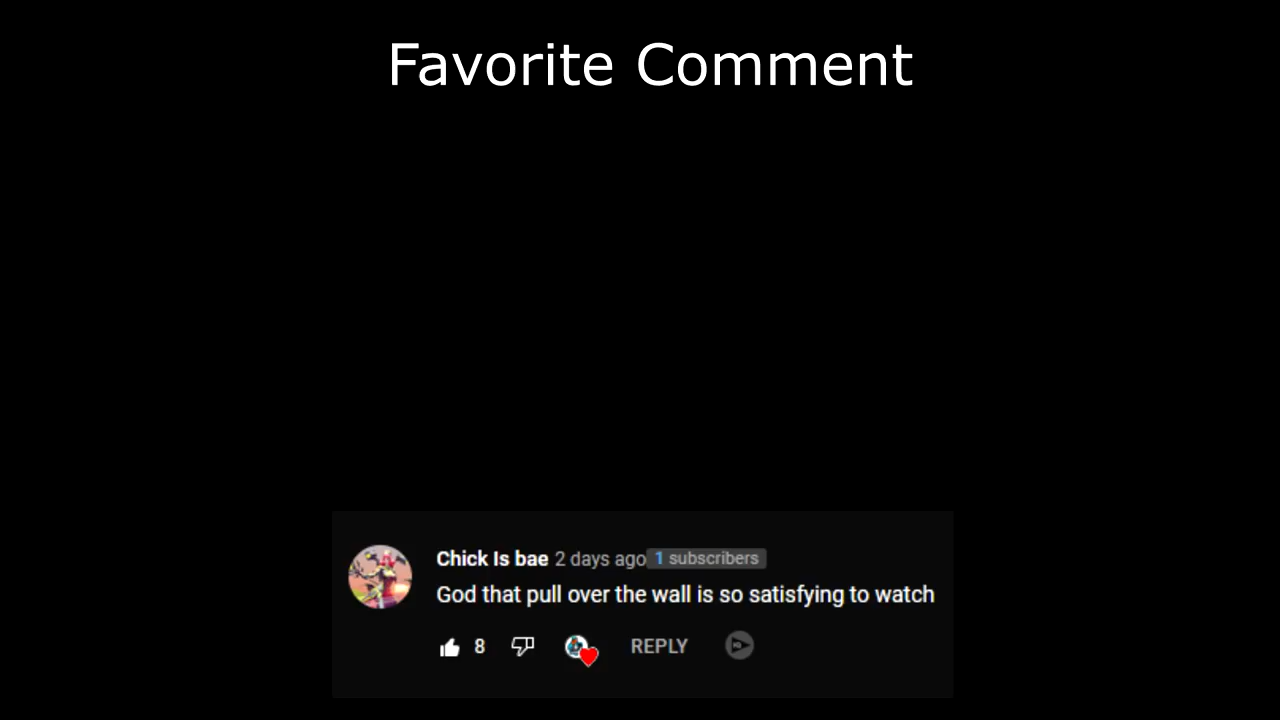 Favorite Comment
Chick Is bae 2 days ago 1 subscribers
God that pull over the wall is so satisfying to watch
8 REPLY